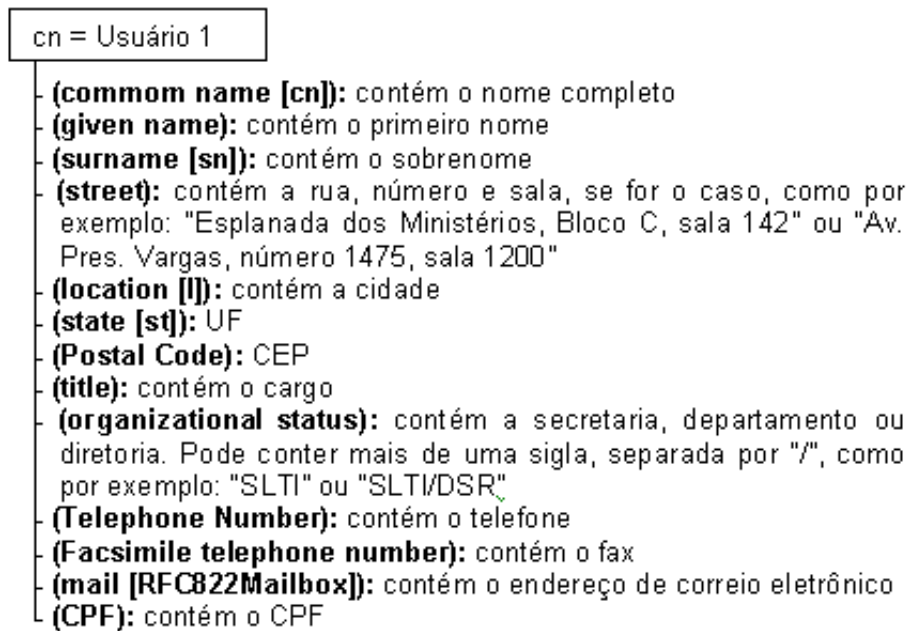 cn = Usuário 1
(commom name [cn]): contém o nome completo
(given name): contém o primeiro nome
(surname [sn]): contém o sobrenome
(street): contém a rua, número e sala, se for o caso, como por
exemplo: "Esplanada dos Ministérios, Bloco C, sala 142" ou "Av.
Pres. Vargas, número 1475, sala 1200"
(location [l]): contém a cidade
(state [st]): UF
(Postal Code): CEP
(title): contém o cargo
(organizational status): contém a secretaria, departamento ou
diretoria. Pode conter mais de uma sigla, separada por "/", como
por exemplo: "SLTI" ou "SLTI/DSR"
(Telephone Number): contém o telefone
(Facsimile telephone number): contém o fax
(mail [RFC822Mailbox]): contém o endereço de correio eletrônico
(CPF): contém o CPF